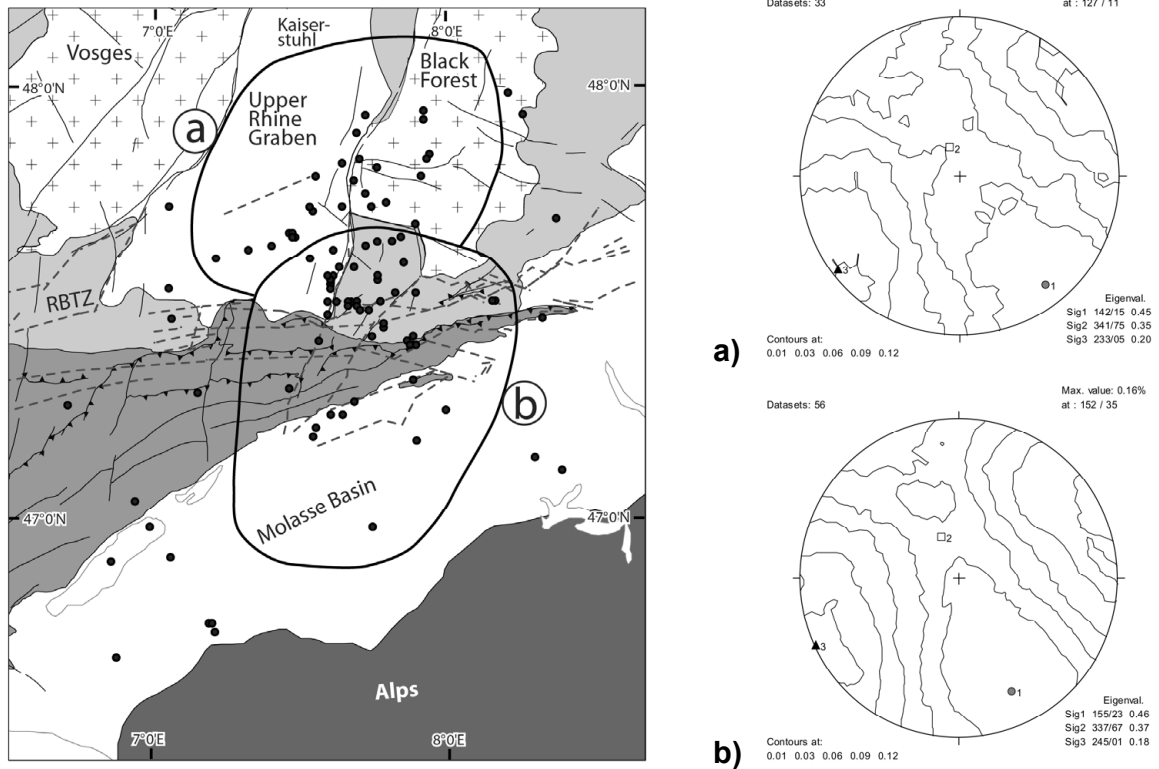 7°0'E
Kaiser-
stuhl
8°0'E
Vosges
Black
Forest
48°0'N
48°0'N
Upper
Rhine
Graben
a
RBTZ
b
Molasse Basin
47°0'N
47°0'N
Alps
7°0'E
8°0'E
Datasets: 33
at : 127 / 11
2
3
1
Eigenval.
Sig1 142/15 0.45
Sig2 341/75 0.35
Sig3 233/05 0.20
a)
Contours at:
0.01 0.03 0.06 0.09 0.12
Max. value: 0.16%
Datasets: 56
at : 152 / 35
2
3
1
Eigenval.
Sig1 155/23 0.46
Sig2 337/67 0.37
Sig3 245/01 0.18
b)
Contours at:
0.01 0.03 0.06 0.09 0.12